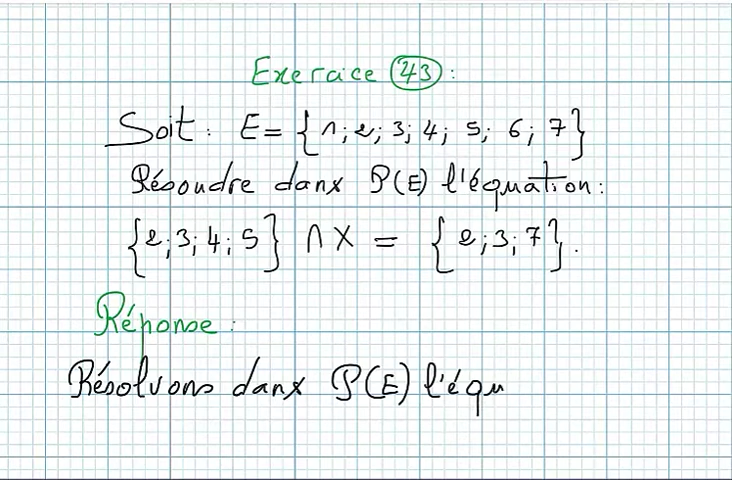 Exercice 43 :
Soit : E = {1; 2; 3; 4; 5; 6; 7}
Résoudre dans P(E) l'équation :
{2; 3; 4; 5} ∩ X = {2; 3; 7}.
Réponse :
Résolvons dans P(E) l'équ